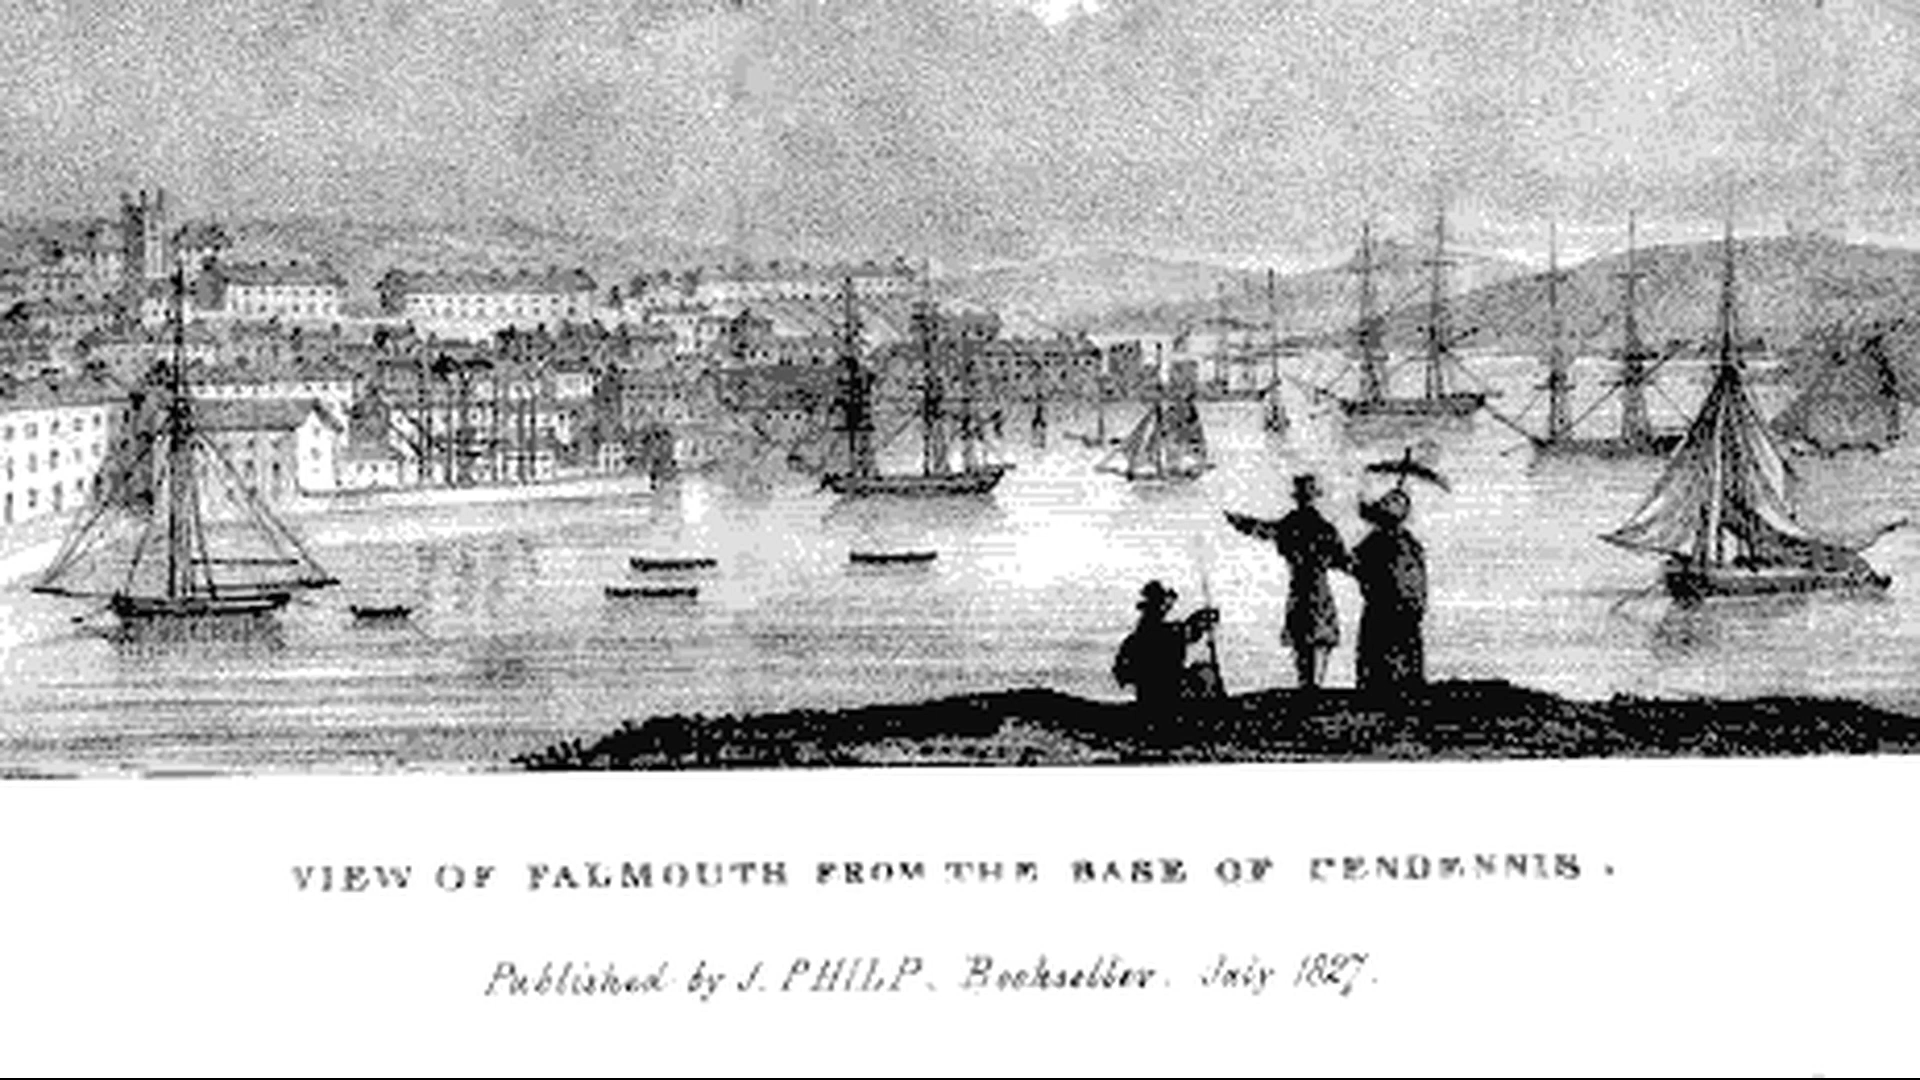 VIEW OF FALMOUTH FROM THE BASE OF PENDENNIS.
Published by J. PHILP, Bookseller. July 1827.